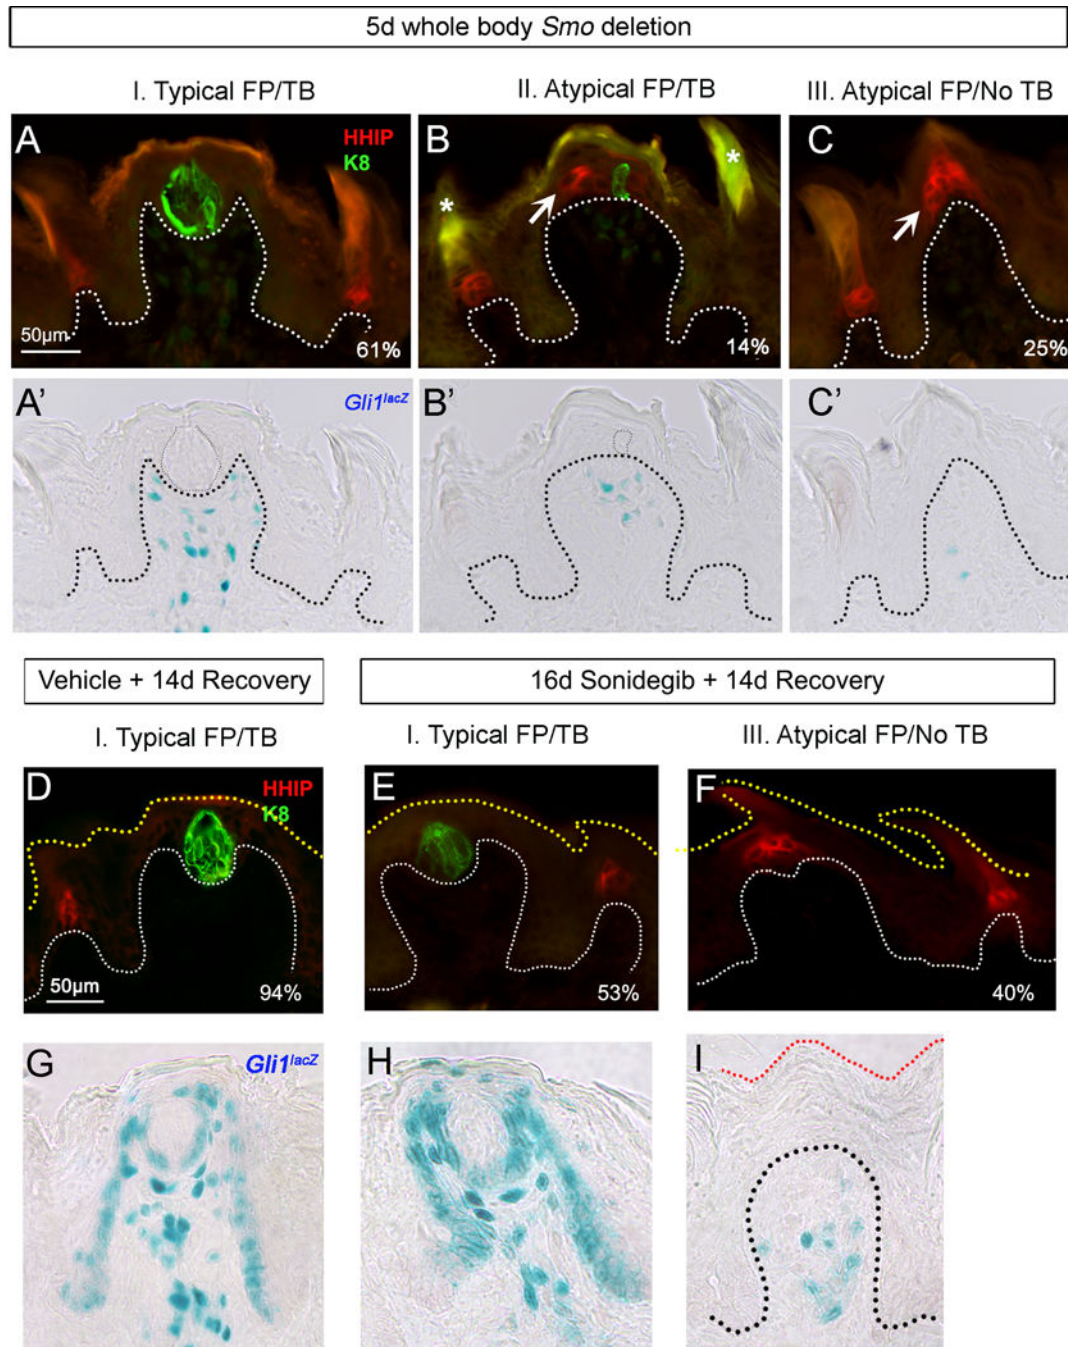 5d whole body Smo deletion
I. Typical FP/TB
II. Atypical FP/TB
III. Atypical FP/No TB
A
HHIP
K8
50µm
61%
B
*
*
14%
C
25%
A'
Gli1lacZ
B'
C'
Vehicle + 14d Recovery
16d Sonidegib + 14d Recovery
I. Typical FP/TB
I. Typical FP/TB
III. Atypical FP/No TB
D
HHIP
K8
50µm
94%
E
53%
F
40%
G
Gli1lacZ
H
I